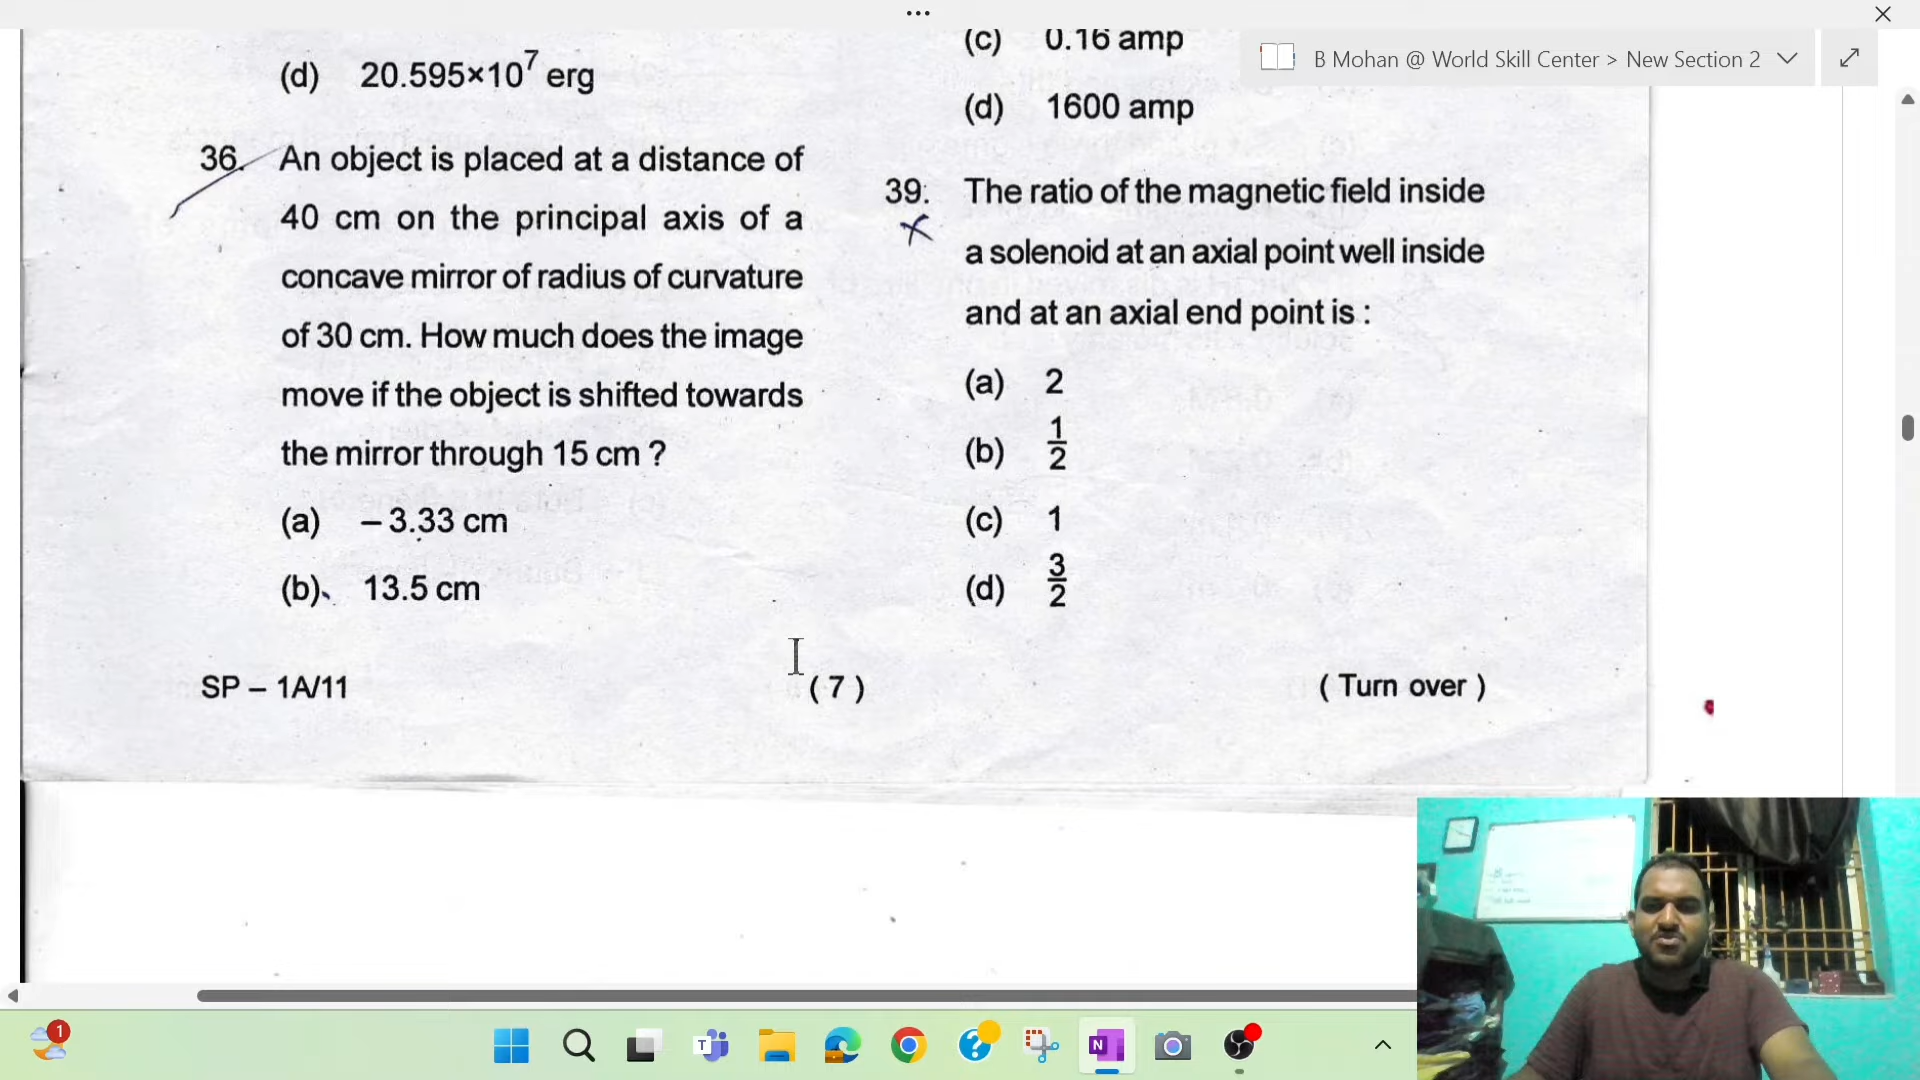 B Mohan @ World Skill Center > New Section 2
(d) 20.595×10⁷ erg
36. An object is placed at a distance of
40 cm on the principal axis of a
concave mirror of radius of curvature
of 30 cm. How much does the image
move if the object is shifted towards
the mirror through 15 cm ?
(a) – 3.33 cm
(b) 13.5 cm
(c) 0.16 amp
(d) 1600 amp
39. The ratio of the magnetic field inside
a solenoid at an axial point well inside
and at an axial end point is :
(a) 2
(b) 1/2
(c) 1
(d) 3/2
SP – 1A/11 ( 7 ) ( Turn over )
1